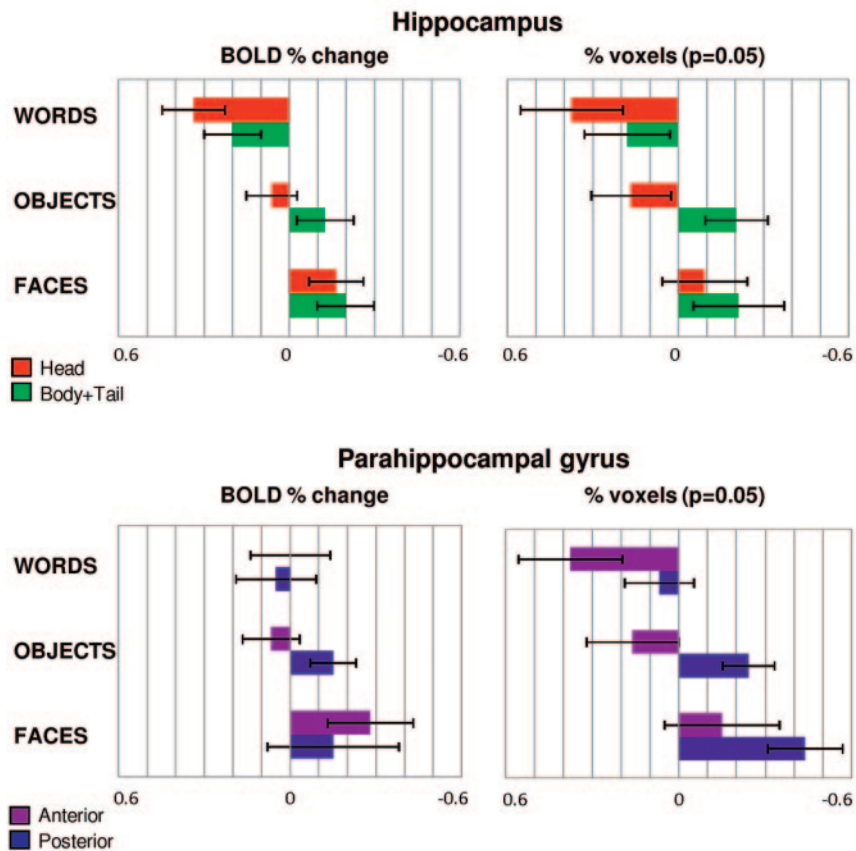 Hippocampus
BOLD % change
% voxels (p=0.05)
WORDS
OBJECTS
FACES
0.6 0 -0.6
0.6 0 -0.6
Head
Body+Tail
Parahippocampal gyrus
BOLD % change
% voxels (p=0.05)
WORDS
OBJECTS
FACES
0.6 0 -0.6
0.6 0 -0.6
Anterior
Posterior